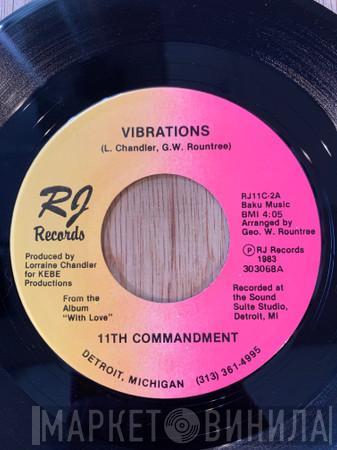 VIBRATIONS
(L. Chandler, G.W. Rountree)
RJ
Records
Produced by
Lorraine Chandler
for KEBE
Productions
From the
Album
"With Love"
RJ11C-2A
Baku Music
BMI 4:05
Arranged by
Geo. W. Rountree
Ⓟ RJ Records
1983
303068A
Recorded at
the Sound
Suite Studio,
Detroit, MI
11TH COMMANDMENT
DETROIT, MICHIGAN (313) 361-4995
МАРКЕТ ВИНИЛА